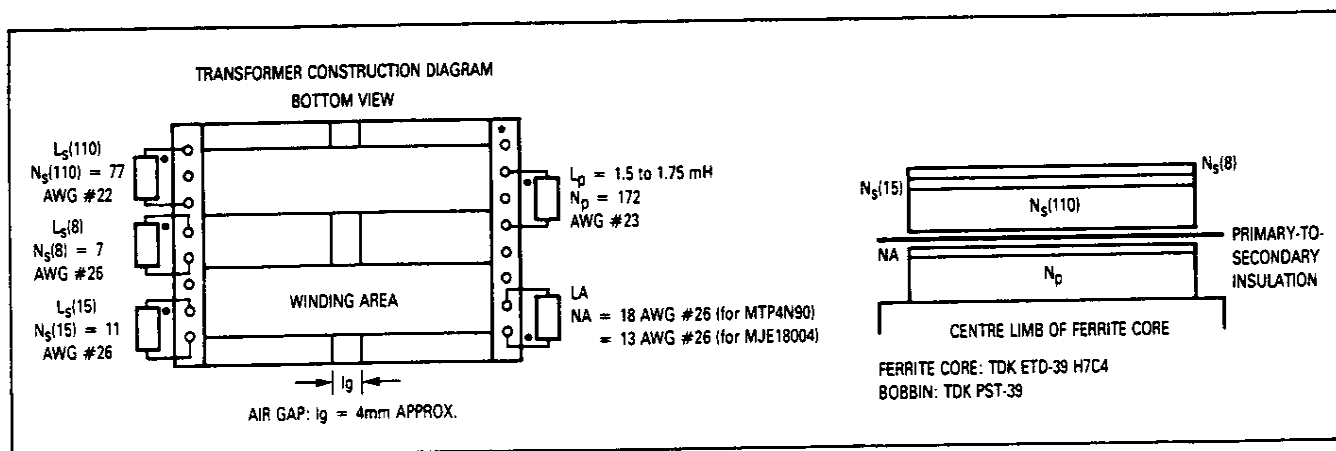 TRANSFORMER CONSTRUCTION DIAGRAM
BOTTOM VIEW
Ls(110)
Ns(110) = 77
AWG #22
Ls(8)
Ns(8) = 7
AWG #26
Ls(15)
Ns(15) = 11
AWG #26
*
Lp = 1.5 to 1.75 mH
Np = 172
AWG #23
WINDING AREA
LA
NA = 18 AWG #26 (for MTP4N90)
= 13 AWG #26 (for MJE18004)
lg
AIR GAP: lg = 4mm APPROX.
Ns(8)
Ns(15)
Ns(110)
PRIMARY-TO-
SECONDARY
INSULATION
NA
Np
CENTRE LIMB OF FERRITE CORE
FERRITE CORE: TDK ETD-39 H7C4
BOBBIN: TDK PST-39